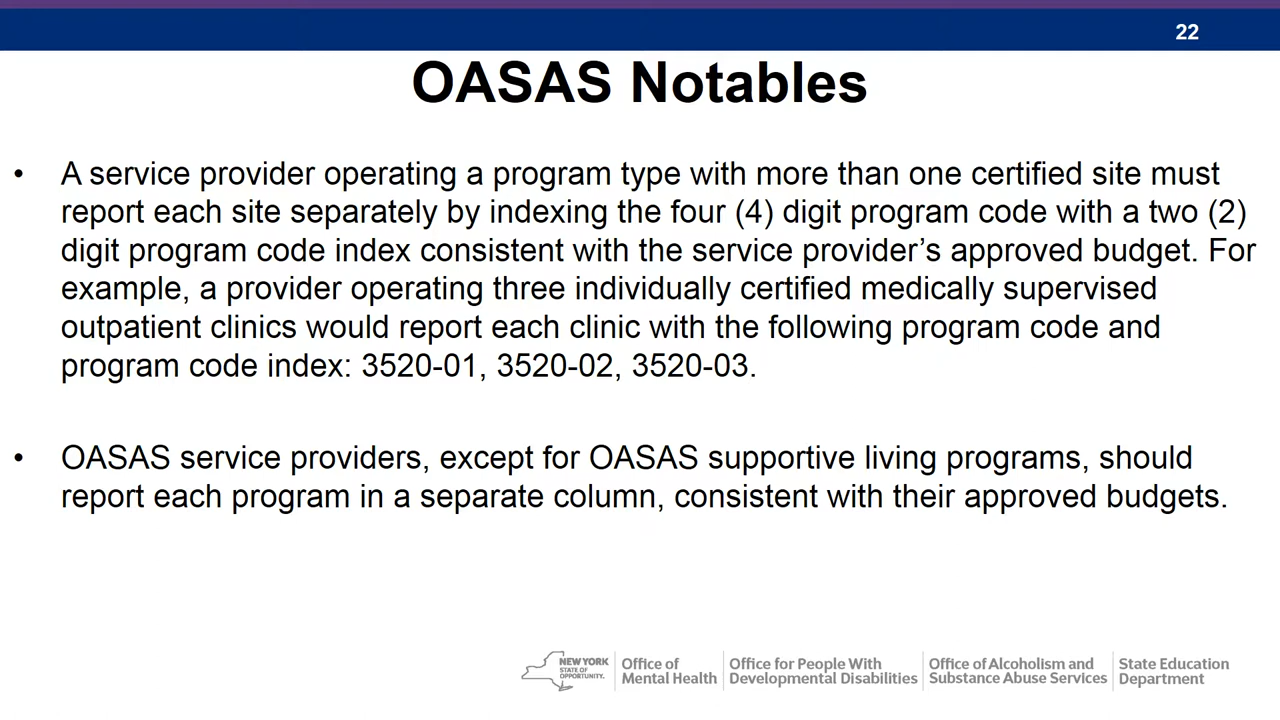 22
OASAS Notables
• A service provider operating a program type with more than one certified site must
report each site separately by indexing the four (4) digit program code with a two (2)
digit program code index consistent with the service provider’s approved budget. For
example, a provider operating three individually certified medically supervised
outpatient clinics would report each clinic with the following program code and
program code index: 3520-01, 3520-02, 3520-03.
• OASAS service providers, except for OASAS supportive living programs, should
report each program in a separate column, consistent with their approved budgets.
NEW YORK
STATE OF
OPPORTUNITY.
Office of
Mental Health
Office for People With
Developmental Disabilities
Office of Alcoholism and
Substance Abuse Services
State Education
Department